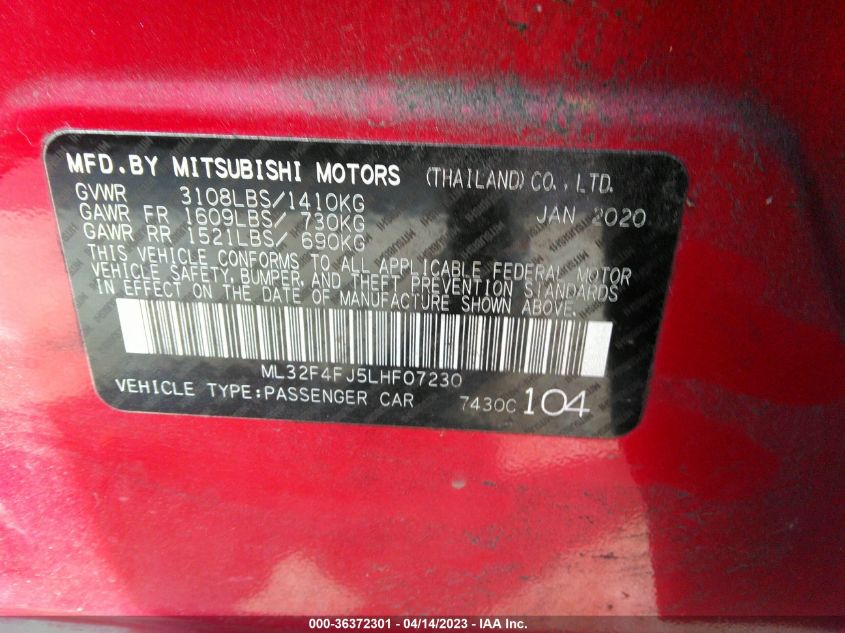 MFD.BY MITSUBISHI MOTORS (THAILAND) CO.,LTD.
GVWR 3108LBS/1410KG JAN 2020
GAWR FR 1609LBS/ 730KG
GAWR RR 1521LBS/ 690KG
THIS VEHICLE CONFORMS TO ALL APPLICABLE FEDERAL MOTOR
VEHICLE SAFETY, BUMPER, AND THEFT PREVENTION STANDARDS
IN EFFECT ON THE DATE OF MANUFACTURE SHOWN ABOVE.
ML32F4FJ5LHF07230
VEHICLE TYPE:PASSENGER CAR 7430C 104
000-36372301 - 04/14/2023 - IAA Inc.